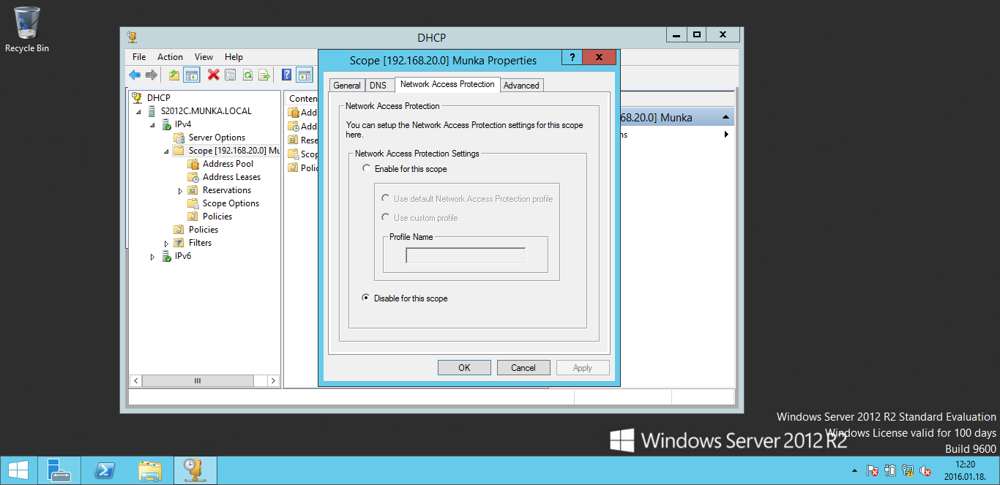 Recycle Bin
DHCP
File Action View Help
DHCP
S2012C.MUNKA.LOCAL
IPv4
Server Options
Scope [192.168.20.0] Mu
Address Pool
Address Leases
Reservations
Scope Options
Policies
Policies
Filters
IPv6
Conten
Add
Add
Rese
Scop
Polic
68.20.0] Munka
ns
Scope [192.168.20.0] Munka Properties
General DNS Network Access Protection Advanced
Network Access Protection
You can setup the Network Access Protection settings for this scope
here.
Network Access Protection Settings
Enable for this scope
Use default Network Access Protection profile
Use custom profile
Profile Name
Disable for this scope
OK Cancel Apply
Windows Server 2012 R2 Standard Evaluation
Windows License valid for 100 days
Build 9600
Windows Server 2012 R2
12:20
2016.01.18.